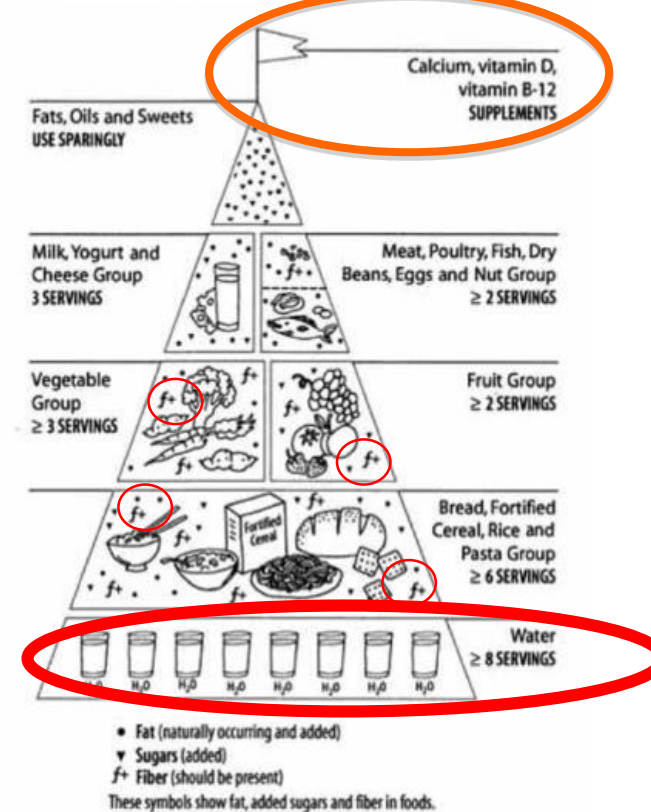 Calcium, vitamin D,
vitamin B-12
SUPPLEMENTS
Fats, Oils and Sweets
USE SPARINGLY
Milk, Yogurt and
Cheese Group
3 SERVINGS
Meat, Poultry, Fish, Dry
Beans, Eggs and Nut Group
≥ 2 SERVINGS
f+
Vegetable
Group
≥ 3 SERVINGS
f+
f+
f+
Fruit Group
≥ 2 SERVINGS
f+
f+
Bread, Fortified
Cereal, Rice and
Pasta Group
≥ 6 SERVINGS
f+
f+
f+
f+
f+
f+
Fortified
Cereal
Water
≥ 8 SERVINGS
H₂O H₂O H₂O H₂O H₂O H₂O H₂O H₂O
• Fat (naturally occurring and added)
▼ Sugars (added)
f+ Fiber (should be present)
These symbols show fat, added sugars and fiber in foods.